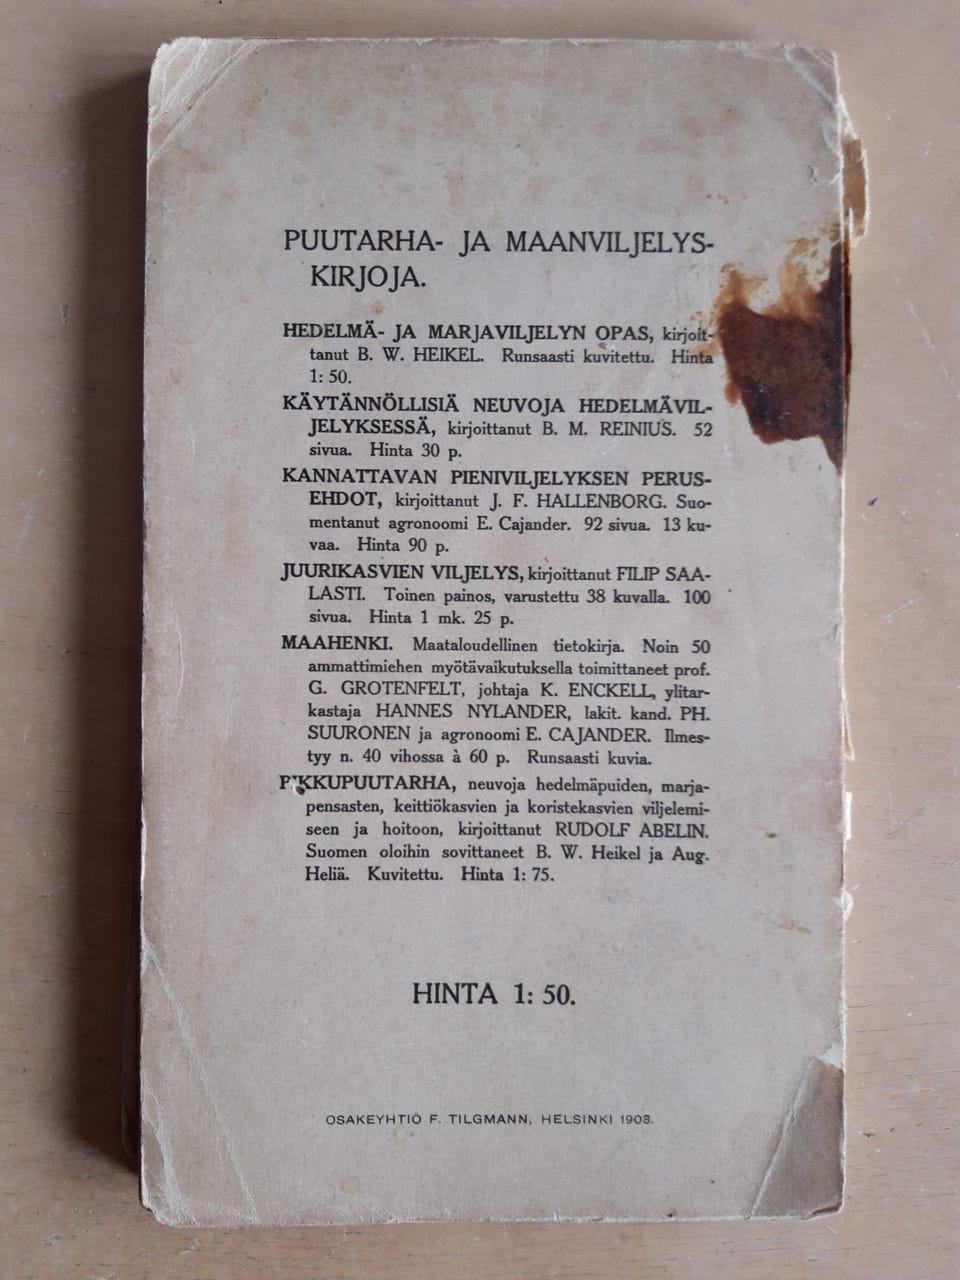 PUUTARHA- JA MAANVILJELYS-
KIRJOJA.
HEDELMÄ- JA MARJAVILJELYN OPAS, kirjoit-
tanut B. W. HEIKEL. Runsaasti kuvitettu. Hinta
1: 50.
KÄYTÄNNÖLLISIÄ NEUVOJA HEDELMÄVIL-
JELYKSESSÄ, kirjoittanut B. M. REINIUS. 52
sivua. Hinta 30 p.
KANNATTAVAN PIENIVILJELYKSEN PERUS-
EHDOT, kirjoittanut J. F. HALLENBORG. Suo-
mentanut agronoomi E. Cajander. 92 sivua. 13 ku-
vaa. Hinta 90 p.
JUURIKASVIEN VILJELYS, kirjoittanut FILIP SAA-
LASTI. Toinen painos, varustettu 38 kuvalla. 100
sivua. Hinta 1 mk. 25 p.
MAAHENKI. Maataloudellinen tietokirja. Noin 50
ammattimiehen myötävaikutuksella toimittaneet prof.
G. GROTENFELT, johtaja K. ENCKELL, ylitar-
kastaja HANNES NYLANDER, lakit. kand. PH.
SUURONEN ja agronoomi E. CAJANDER. Ilmes-
tyy n. 40 vihossa à 60 p. Runsaasti kuvia.
PIKKUPUUTARHA, neuvoja hedelmäpuiden, marja-
pensasten, keittiökasvien ja koristekasvien viljelemi-
seen ja hoitoon, kirjoittanut RUDOLF ABELIN.
Suomen oloihin sovittaneet B. W. Heikel ja Aug.
Heliä. Kuvitettu. Hinta 1: 75.
HINTA 1: 50.
OSAKEYHTIÖ F. TILGMANN, HELSINKI 1908.